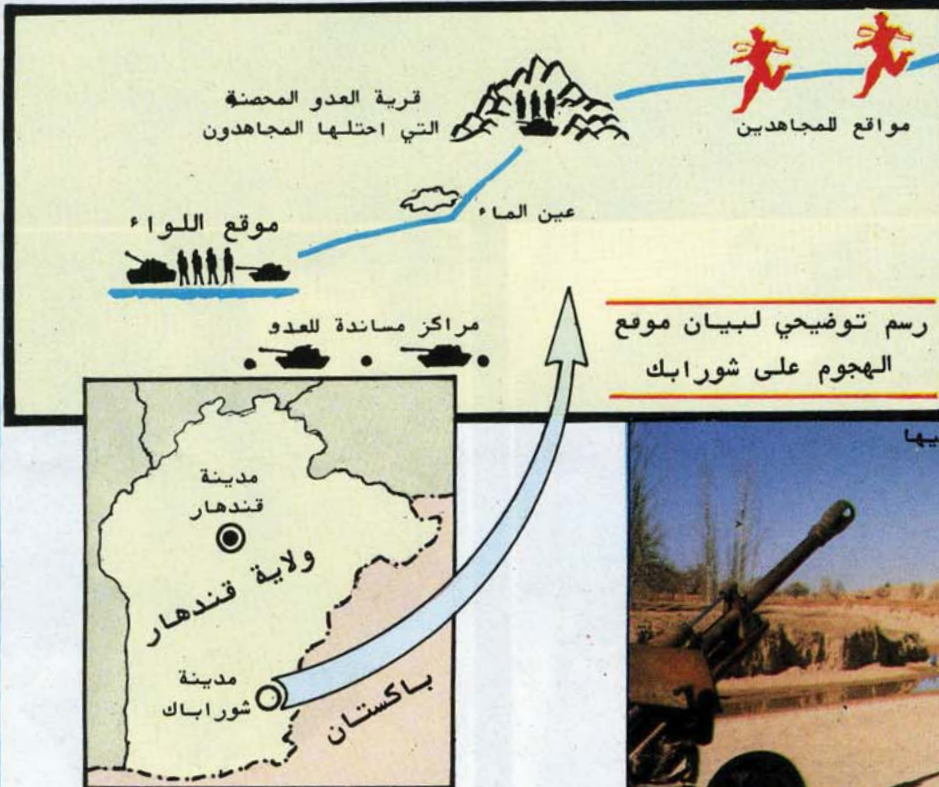 قرية العدو المحصنة
التي احتلها المجاهدون
مواقع للمجاهدين
عين الماء
موقع اللواء
مراكز مساندة للعدو
رسم توضيحي لبيان موقع
الهجوم على شورابك
مدينة
قندهار
ولاية قندهار
مدينة
شوراباك
باكستان